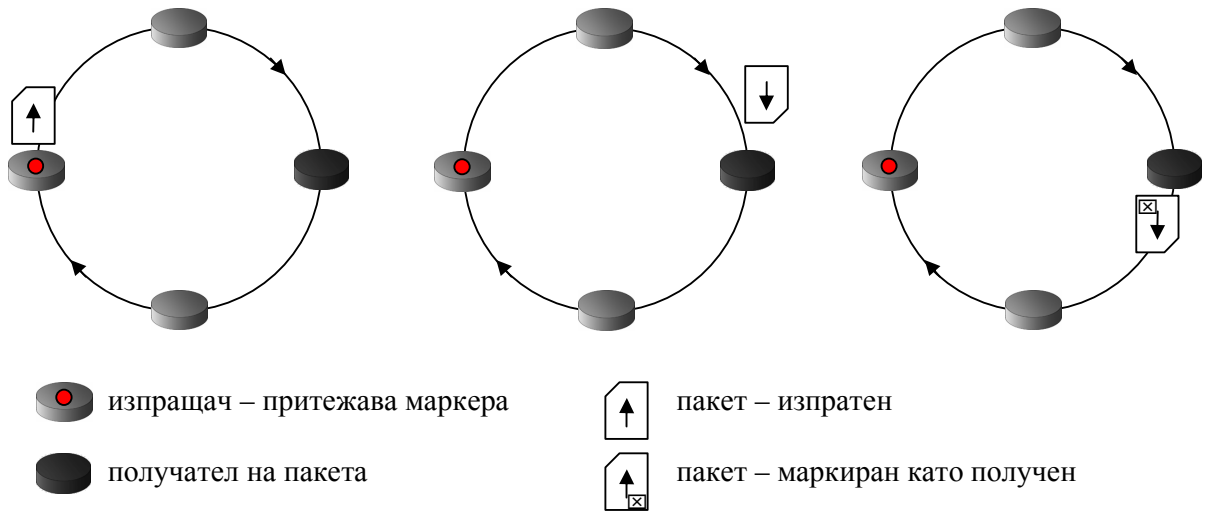 изпращач – притежава маркера
пакет – изпратен
получател на пакета
пакет – маркиран като получен